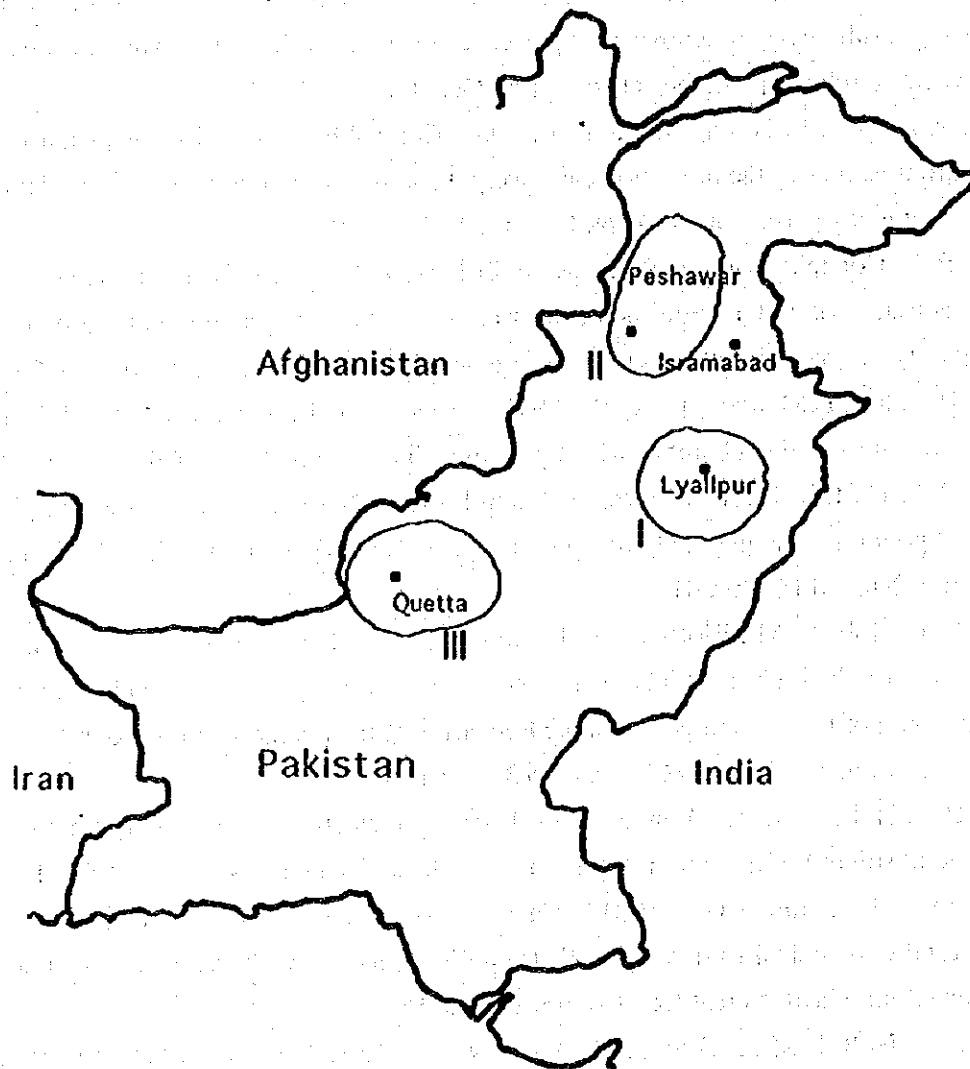 Peshawar
Afghanistan
II
Isramabad
Lyallpur
I
Quetta
III
Pakistan
Iran
India